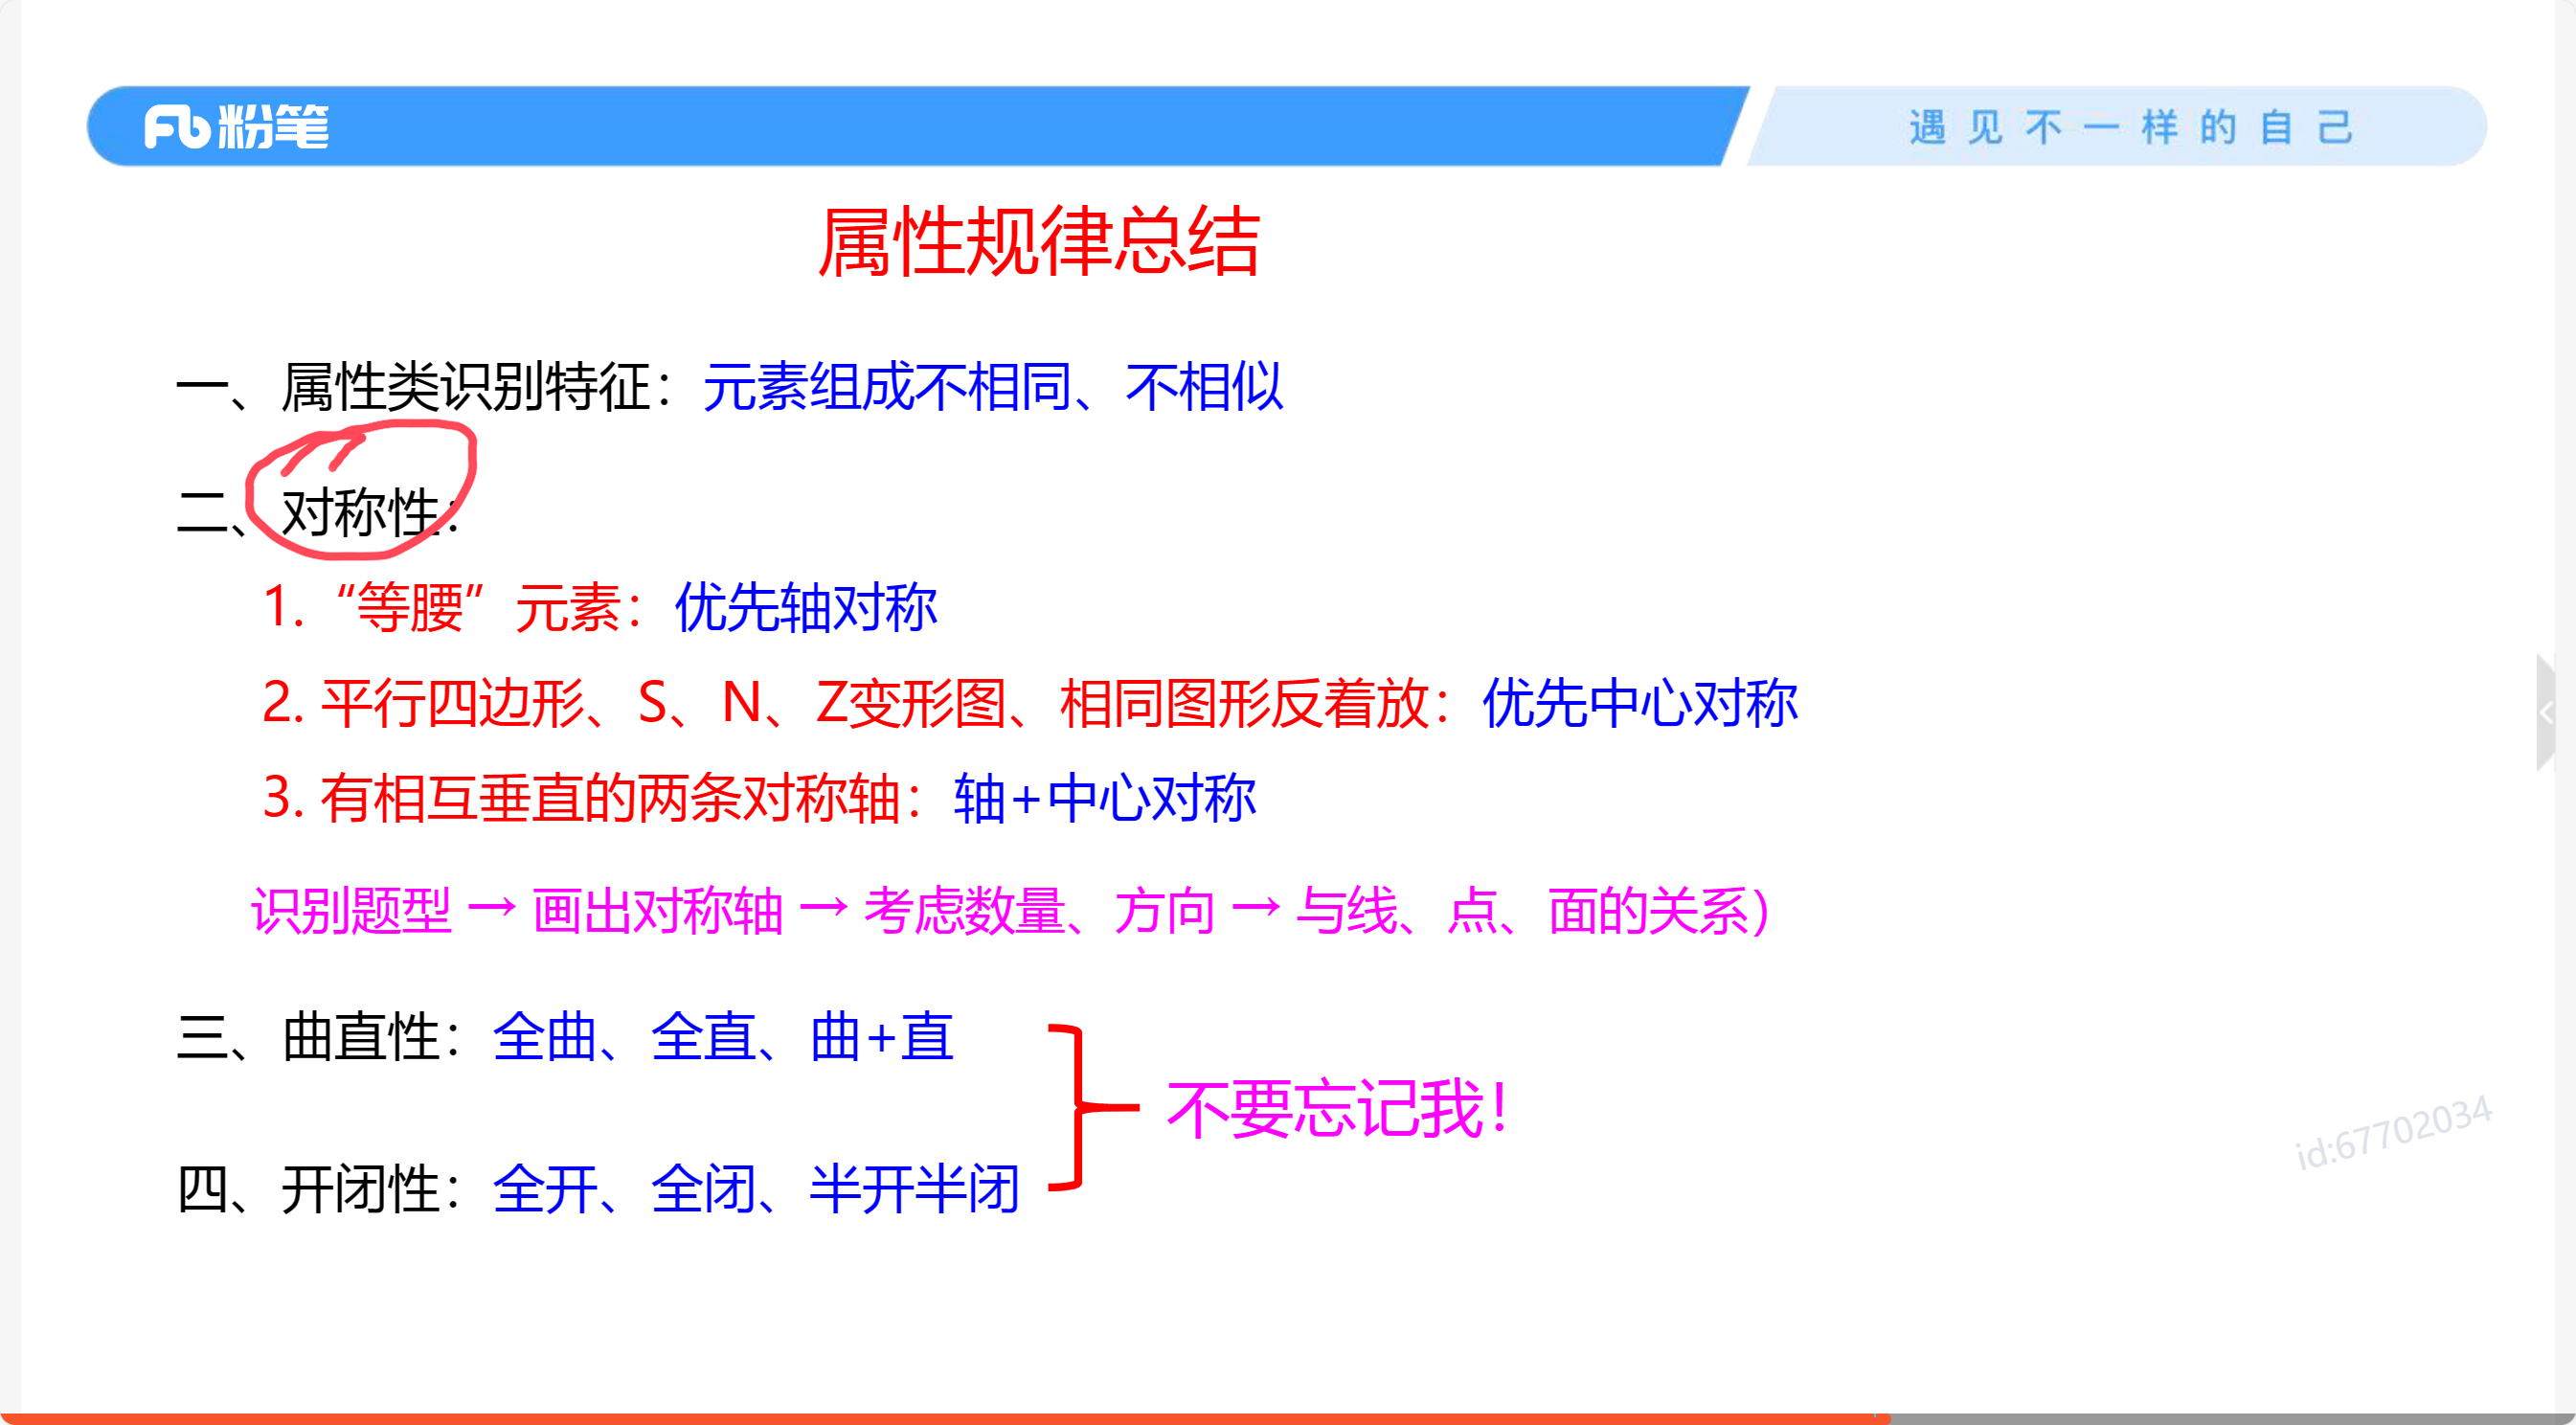 Fb粉笔
遇见不一样的自己
属性规律总结
一、属性类识别特征：元素组成不相同、不相似
二、对称性：
1. “等腰”元素：优先轴对称
2. 平行四边形、S、N、Z变形图、相同图形反着放：优先中心对称
3. 有相互垂直的两条对称轴：轴+中心对称
识别题型 → 画出对称轴 → 考虑数量、方向 → 与线、点、面的关系）
三、曲直性：全曲、全直、曲+直
不要忘记我！
四、开闭性：全开、全闭、半开半闭
id:67702034